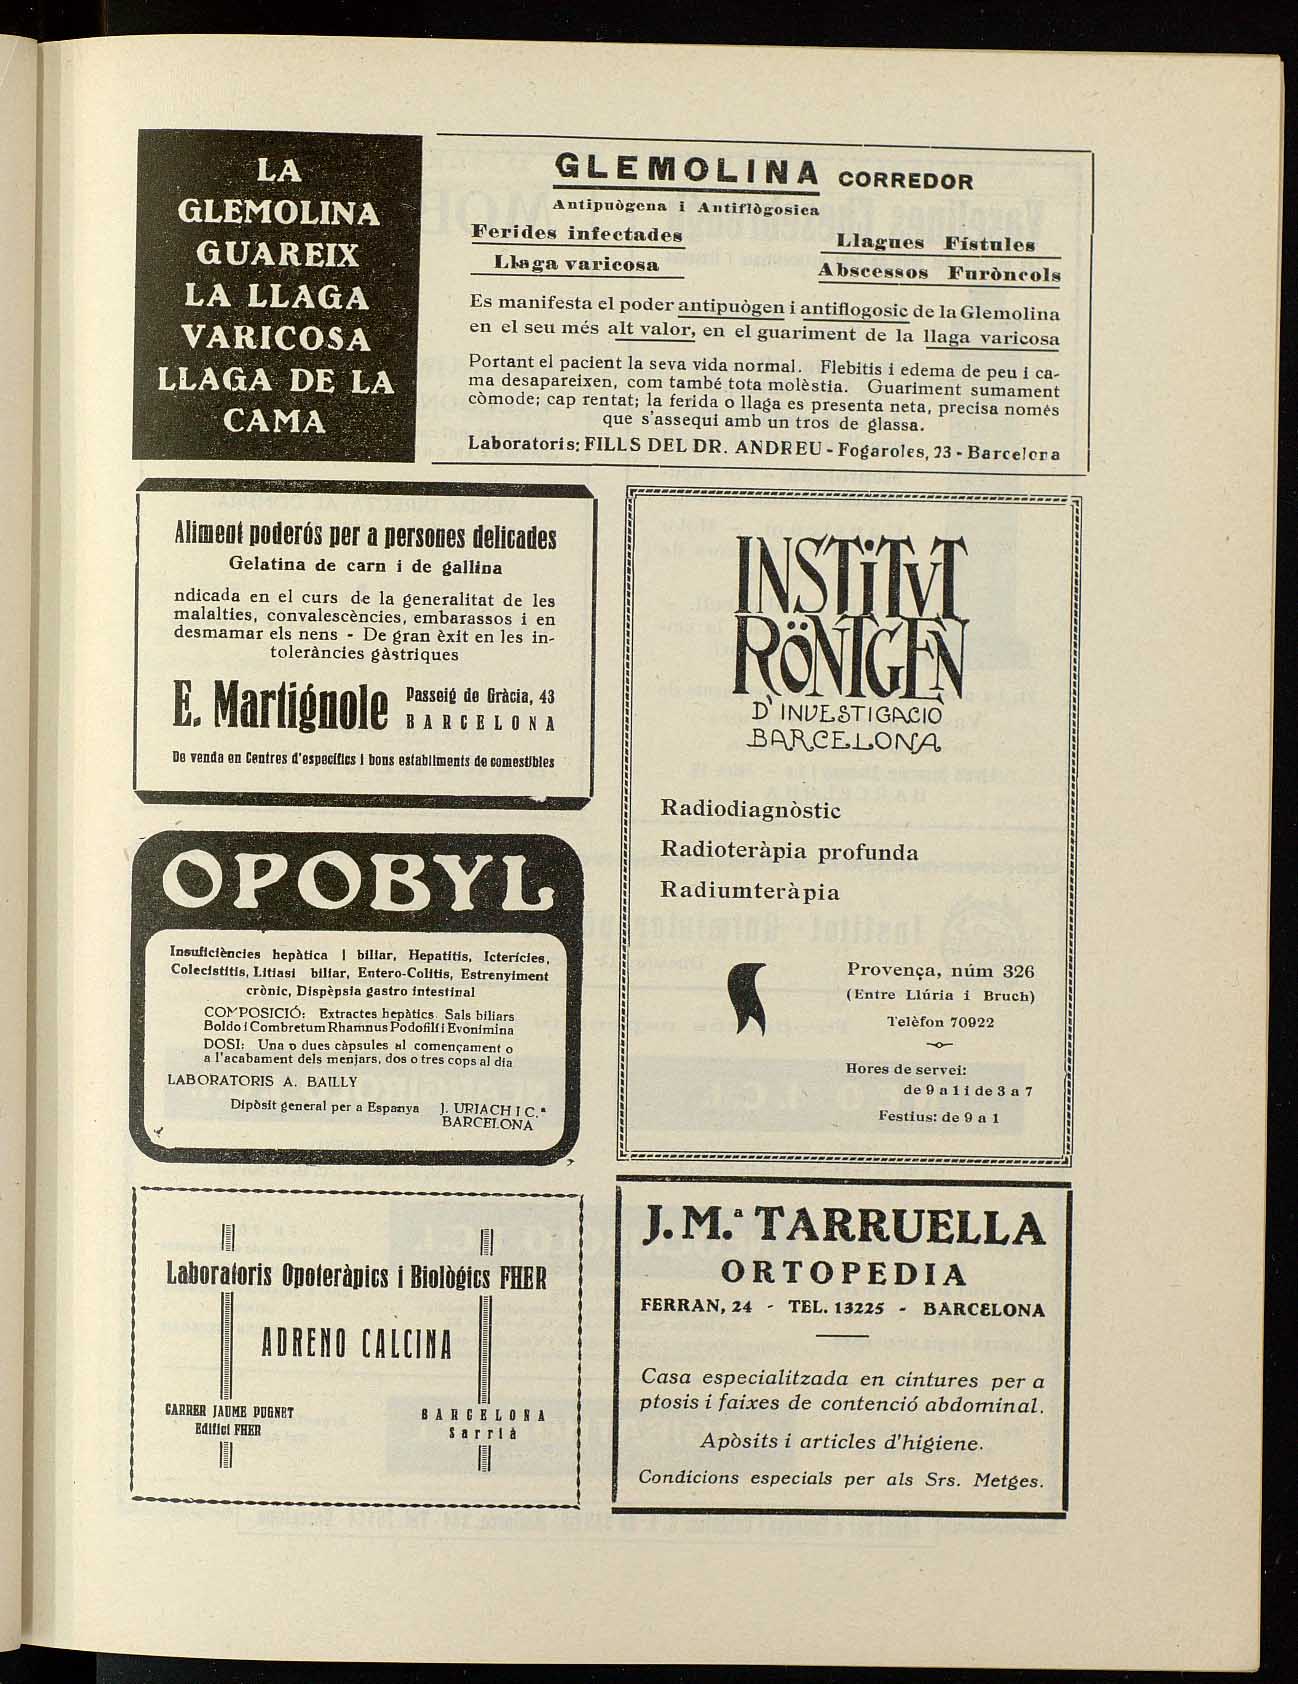 LA
GLEMOLINA
GUAREIX
LA LLAGA
VARICOSA
LLAGA DE LA
CAMA
GLEMOLINA CORREDOR
Antipuògena i Antiflògosica
Ferides infectades
Llaga varicosa
Llagues Fístules
Abscessos Furòncols
Es manifesta el poder antipuògen i antiflogosic de la Glemolina
en el seu més alt valor, en el guariment de la llaga varicosa
Portant el pacient la seva vida normal. Flebitis i edema de peu i ca-
ma desapareixen, com també tota molèstia. Guariment sumament
còmode; cap rentat; la ferida o llaga es presenta neta, precisa només
que s'assequi amb un tros de glassa.
Laboratoris: FILLS DEL DR. ANDREU - Fogaroles, 23 - Barcelona
Aliment poderós per a persones delicades
Gelatina de carn i de gallina
ndicada en el curs de la generalitat de les
malalties, convalescències, embarassos i en
desmamar els nens - De gran èxit en les in-
toleràncies gàstriques
E. Martignole
Passeig de Gràcia, 43
BARCELONA
De venda en Centres d'especifics i bons establiments de comestibles
OPOBYL
Insuficiències hepàtica i biliar, Hepatitis, Icterícies,
Colecistitis, Litiasi biliar, Entero-Colitis, Estrenyiment
crònic, Dispèpsia gastro intestinal
COMPOSICIÓ: Extractes hepàtics Sals biliars
Boldo i Combretum Rhamnus Podofili i Evonimina
DOSI: Una o dues càpsules al començament o
a l'acabament dels menjars, dos o tres cops al dia
LABORATORIS A. BAILLY
Dipòsit general per a Espanya J. URIACH I C.ª
BARCELONA
Laboratoris Opoteràpics i Biològics FHER
ADRENO CALCINA
CARRER JAUME PUGNET
Edifici FHER
BARCELONA
Sarrià
INSTITVT
RÖNTGEN
D'INVESTIGACIÓ
BARCELONA
Radiodiagnòstic
Radioteràpia profunda
Radiumteràpia
Provença, núm 326
(Entre Llúria i Bruch)
Telèfon 70922
Hores de servei:
de 9 a 1 i de 3 a 7
Festius: de 9 a 1
J. M.ª TARRUELLA
ORTOPEDIA
FERRAN, 24 - TEL. 13225 - BARCELONA
Casa especialitzada en cintures per a
ptosis i faixes de contenció abdominal.
Apòsits i articles d'higiene.
Condicions especials per als Srs. Metges.